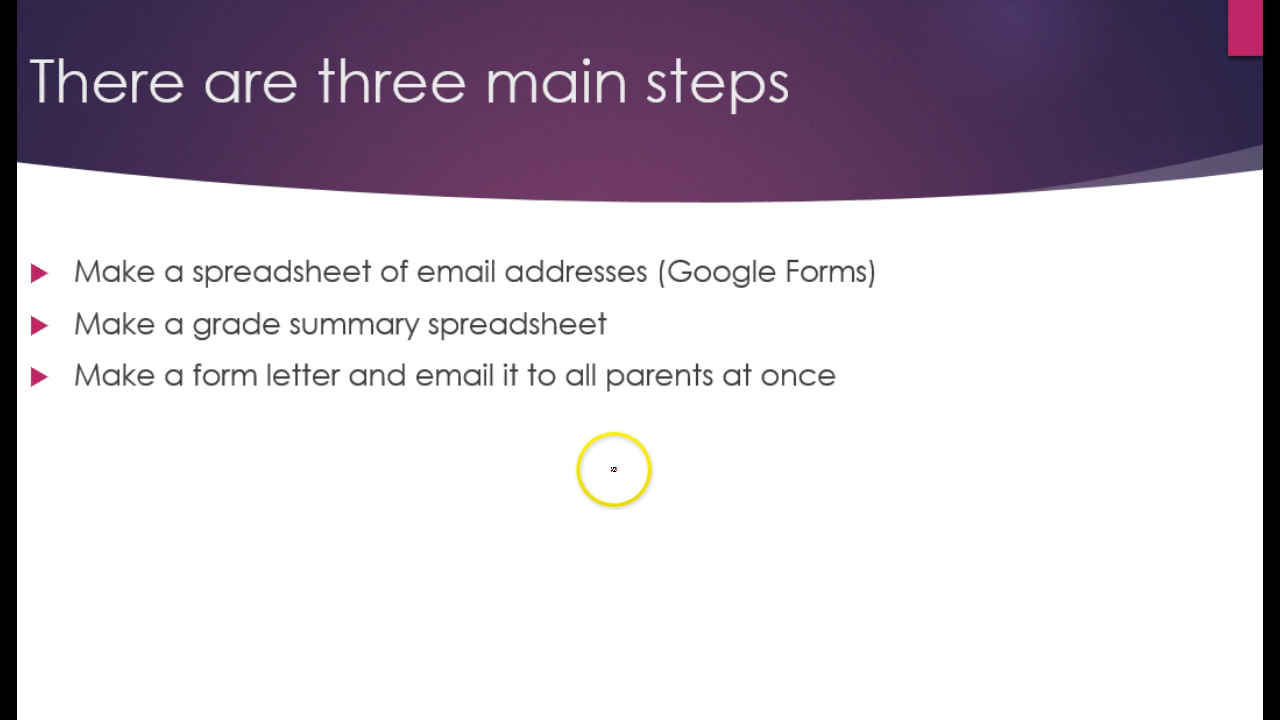 There are three main steps
Make a spreadsheet of email addresses (Google Forms)
Make a grade summary spreadsheet
Make a form letter and email it to all parents at once